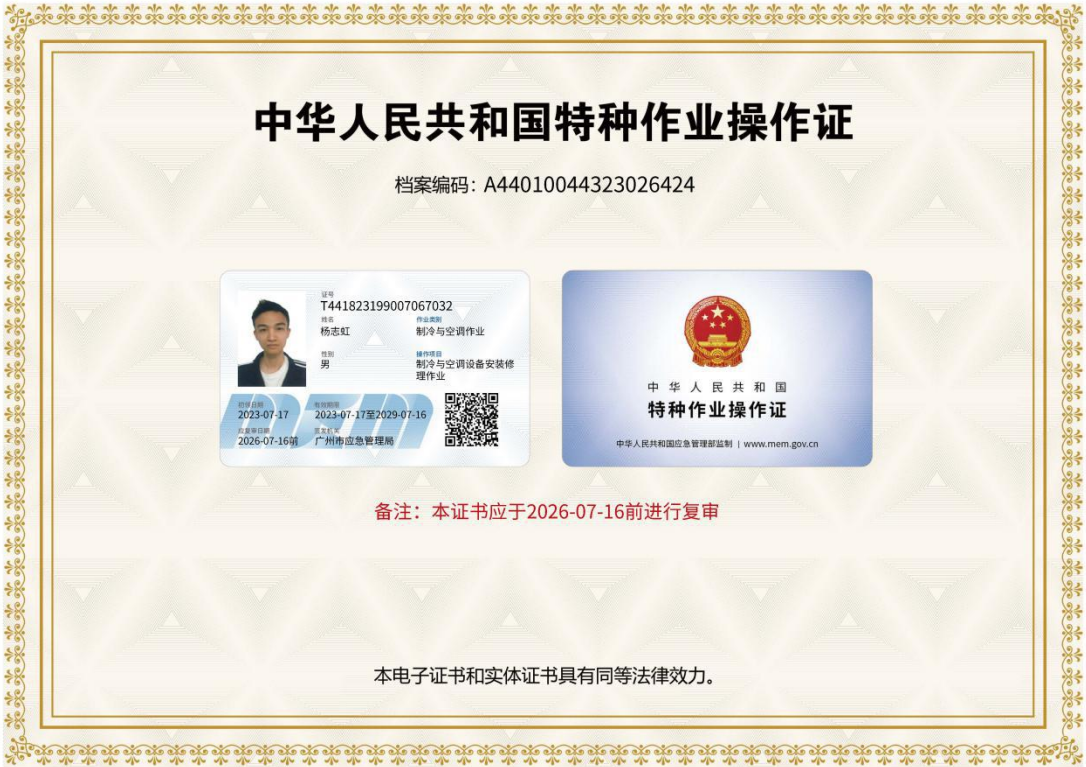 中华人民共和国特种作业操作证
档案编码：A44010044323026424
证号
T441823199007067032
姓名
杨志虹
作业类别
制冷与空调作业
性别
男
操作项目
制冷与空调设备安装修
理作业
初领日期
2023-07-17
有效期限
2023-07-17至2029-07-16
应复审日期
2026-07-16前
签发机关
广州市应急管理局
中华人民共和国
特种作业操作证
中华人民共和国应急管理部监制 | www.mem.gov.cn
备注：本证书应于2026-07-16前进行复审
本电子证书和实体证书具有同等法律效力。